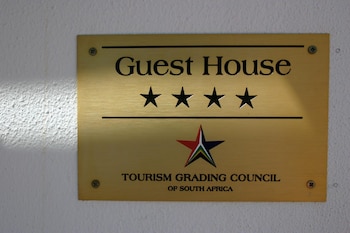 Guest House
TOURISM GRADING COUNCIL
OF SOUTH AFRICA